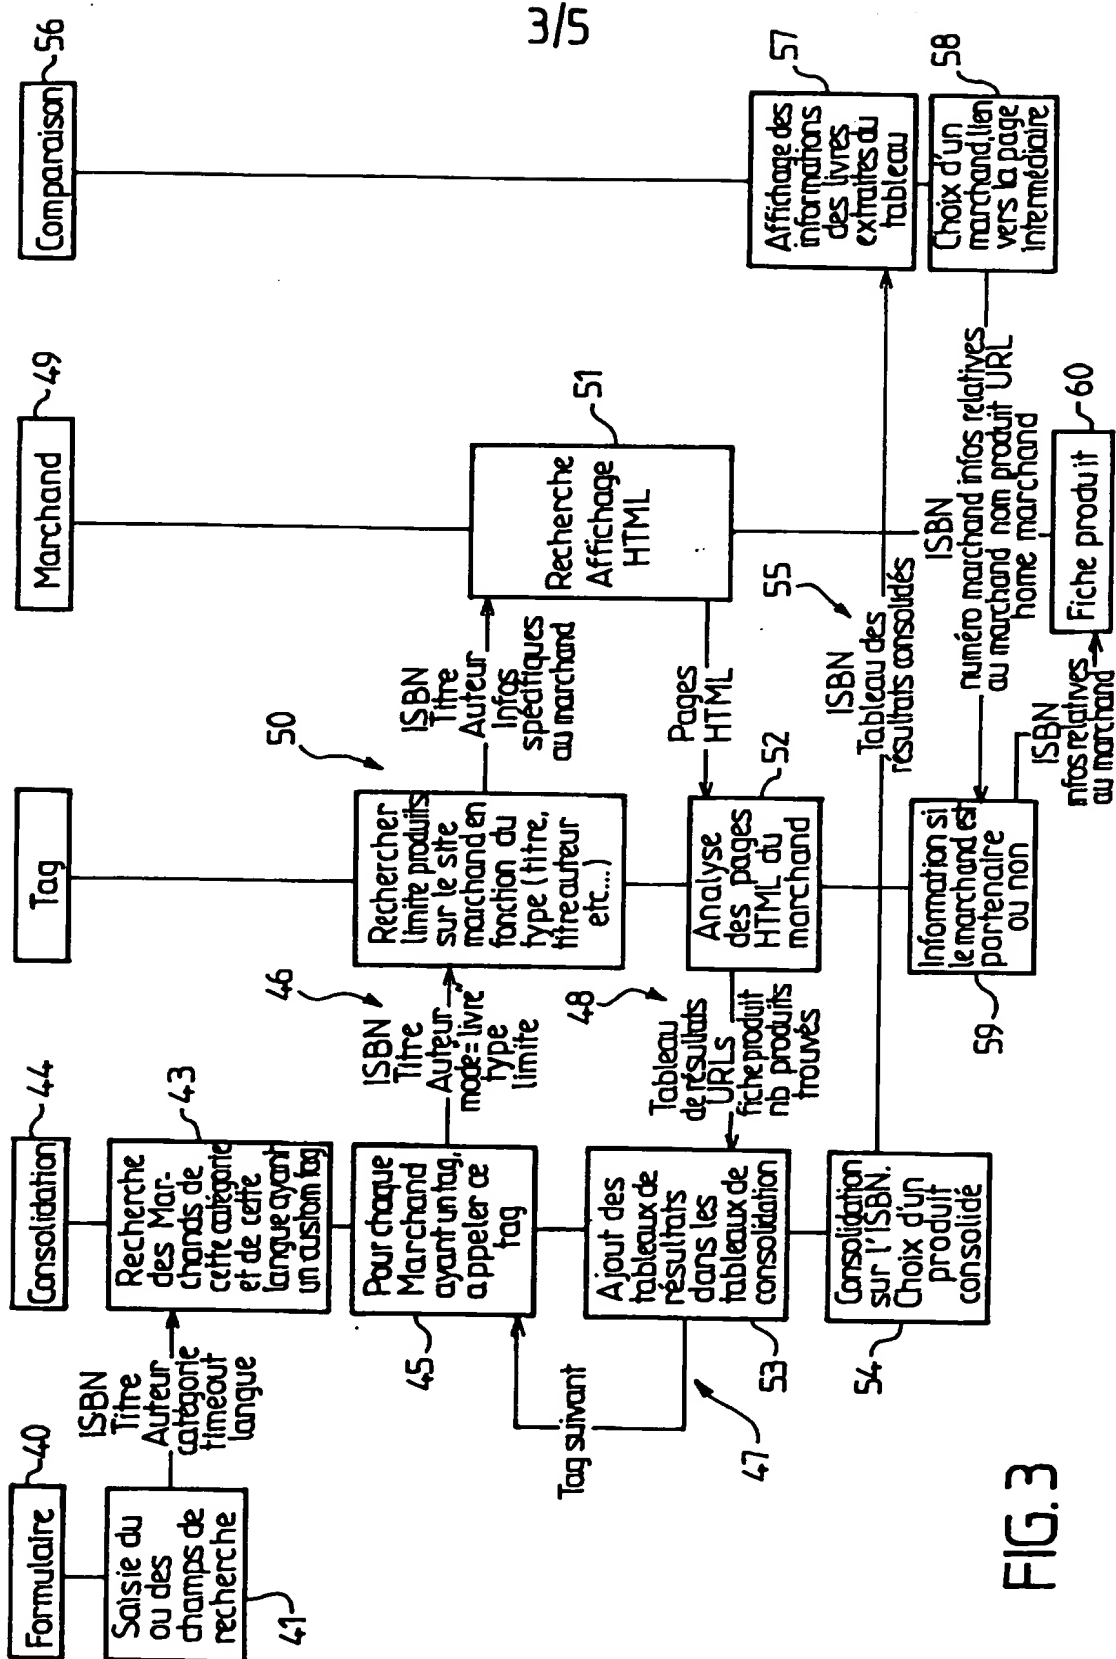 3/5
Formulaire
40
Saisie du
ou des
champs de
recherche
41
ISBN
Titre
Auteur
catégorie
timeout
langue
Consolidation
44
Recherche
des Mar-
chands de
cette catégorie
et de cette
langue ayant
un custom tag
43
Pour chaque
Marchand
ayant un tag,
appeler ce
tag
45
Tag suivant
47
Ajout des
tableaux de
résultats
dans les
tableaux de
consolidation
53
Consolidation
sur l'ISBN.
Choix d'un
produit
consolidé
54
46
ISBN
Titre
Auteur
mode="livre"
type
limite
48
Tableau
de résultats
URLs
fiche produit
nb produits
trouvés
Tag
50
Rechercher
limite produits
sur le site
marchand en
fonction du
type (titre,
titre auteur
etc....)
Analyse
des pages
HTML du
marchand
52
Information si
le marchand est
partenaire
ou non
59
ISBN
Titre
Auteur
Infos
spécifiques
au marchand
Pages
HTML
55
ISBN
Tableau des
résultats consolidés
Marchand
49
Recherche
Affichage
HTML
51
ISBN
numéro marchand infos relatives
au marchand nom produit URL
home marchand
ISBN
infos relatives
au marchand
Fiche produit
60
Comparaison
56
Affichage des
informations
des livres
extraites du
tableau
57
Choix d'un
marchand, lien
vers la page
intermédiaire
58
FIG. 3